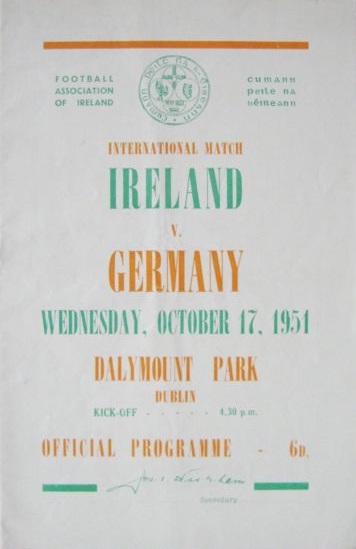 FOOTBALL
ASSOCIATION
OF IRELAND
cumann
peile na
hÉireann
INTERNATIONAL MATCH
IRELAND
V.
GERMANY
WEDNESDAY, OCTOBER 17, 1951
DALYMOUNT PARK
DUBLIN
KICK-OFF - - - - - 4.30 p.m.
OFFICIAL PROGRAMME - 6D.
Secretary